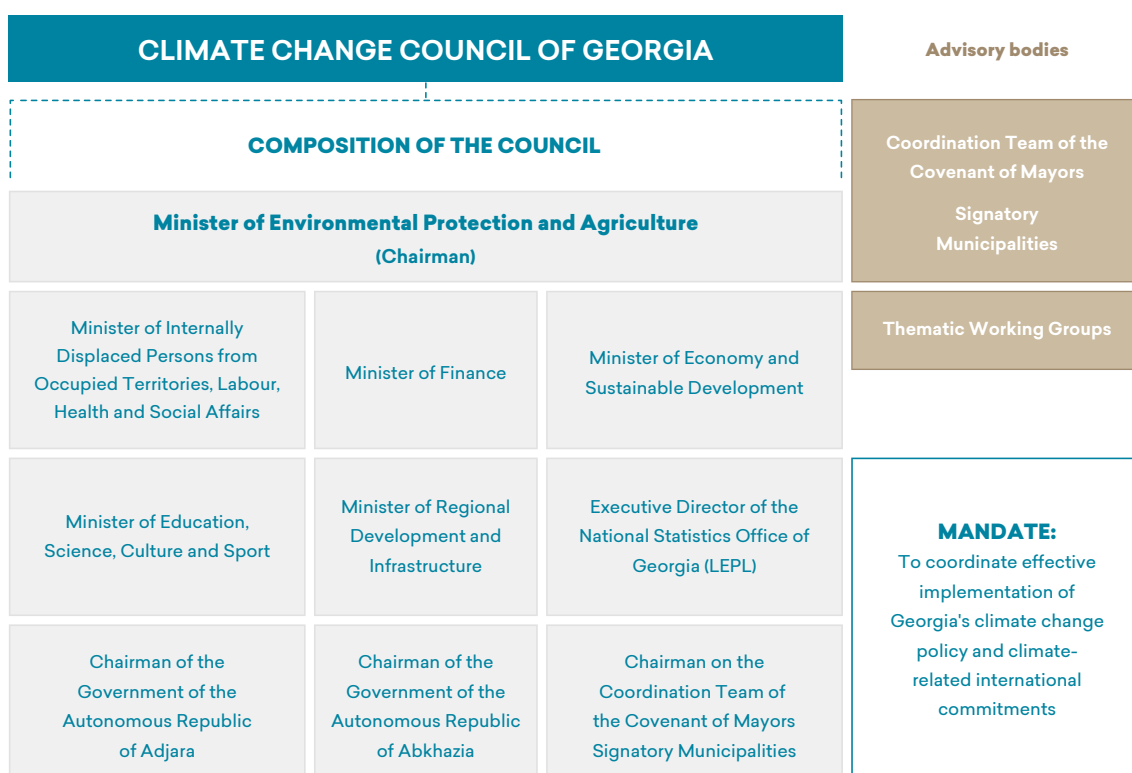 CLIMATE CHANGE COUNCIL OF GEORGIA
Advisory bodies
COMPOSITION OF THE COUNCIL
Coordination Team of the
Covenant of Mayors
Signatory
Municipalities
Minister of Environmental Protection and Agriculture
(Chairman)
Thematic Working Groups
Minister of Internally
Displaced Persons from
Occupied Territories, Labour,
Health and Social Affairs
Minister of Finance
Minister of Economy and
Sustainable Development
Minister of Education,
Science, Culture and Sport
Minister of Regional
Development and
Infrastructure
Executive Director of the
National Statistics Office of
Georgia (LEPL)
MANDATE:
To coordinate effective
implementation of
Georgia's climate change
policy and climate-
related international
commitments
Chairman of the
Government of the
Autonomous Republic
of Adjara
Chairman of the
Government of the
Autonomous Republic
of Abkhazia
Chairman on the
Coordination Team of
the Covenant of Mayors
Signatory Municipalities